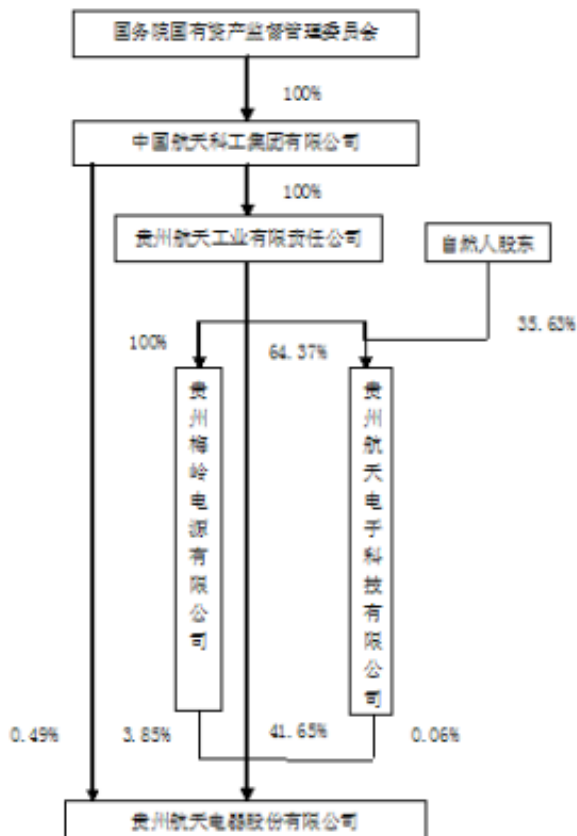 国务院国有资产监督管理委员会
100%
中国航天科工集团有限公司
100%
贵州航天工业有限责任公司
自然人股东
35.63%
100%
64.37%
贵州梅岭电源有限公司
贵州航天电子科技有限公司
0.49%
3.85%
41.65%
0.06%
贵州航天电器股份有限公司